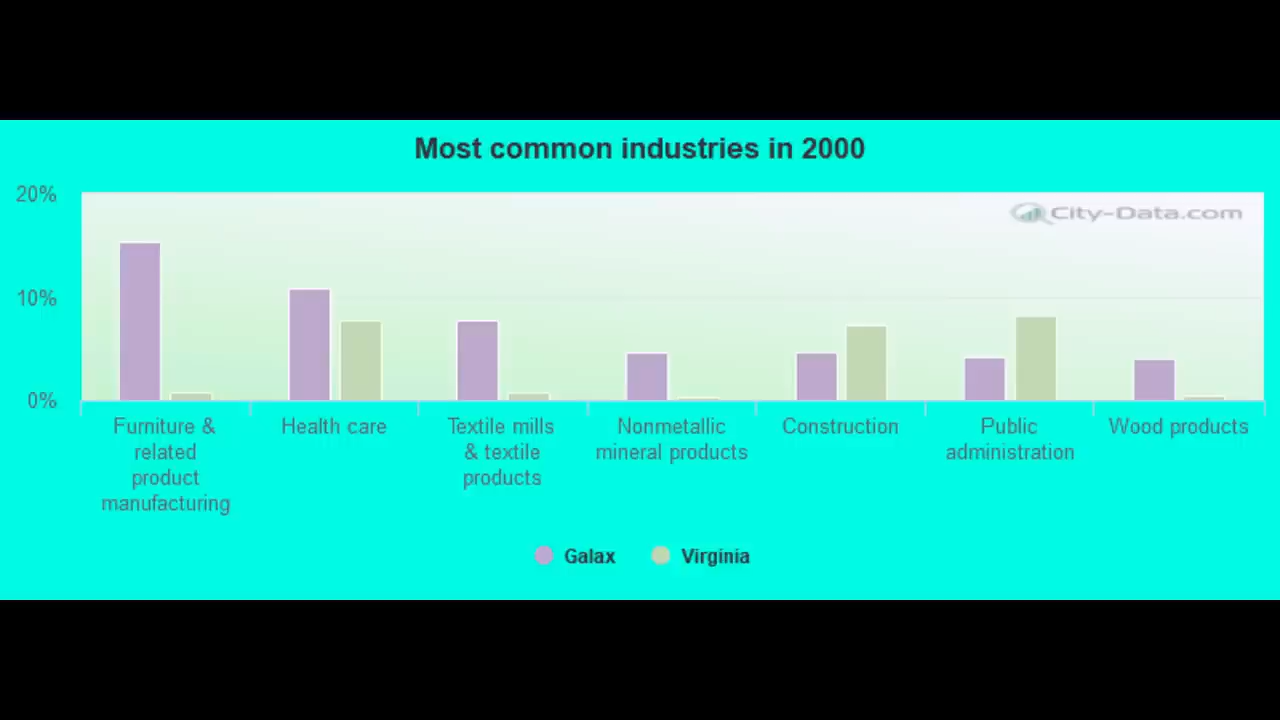 Most common industries in 2000
20%
City-Data.com
10%
0%
Furniture &
related
product
manufacturing
Health care
Textile mills
& textile
products
Nonmetallic
mineral products
Construction
Public
administration
Wood products
Galax
Virginia